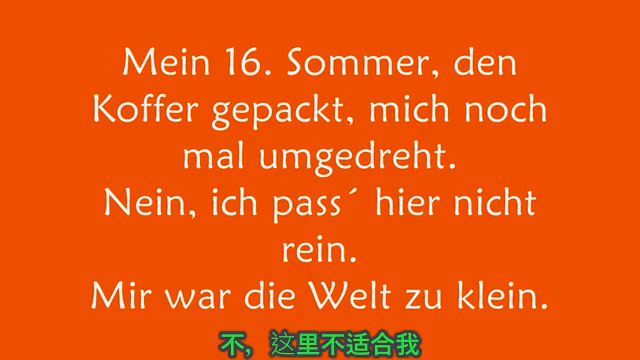 Mein 16. Sommer, den
Koffer gepackt, mich noch
mal umgedreht.
Nein, ich pass´ hier nicht
rein.
Mir war die Welt zu klein.
不，这里不適合我